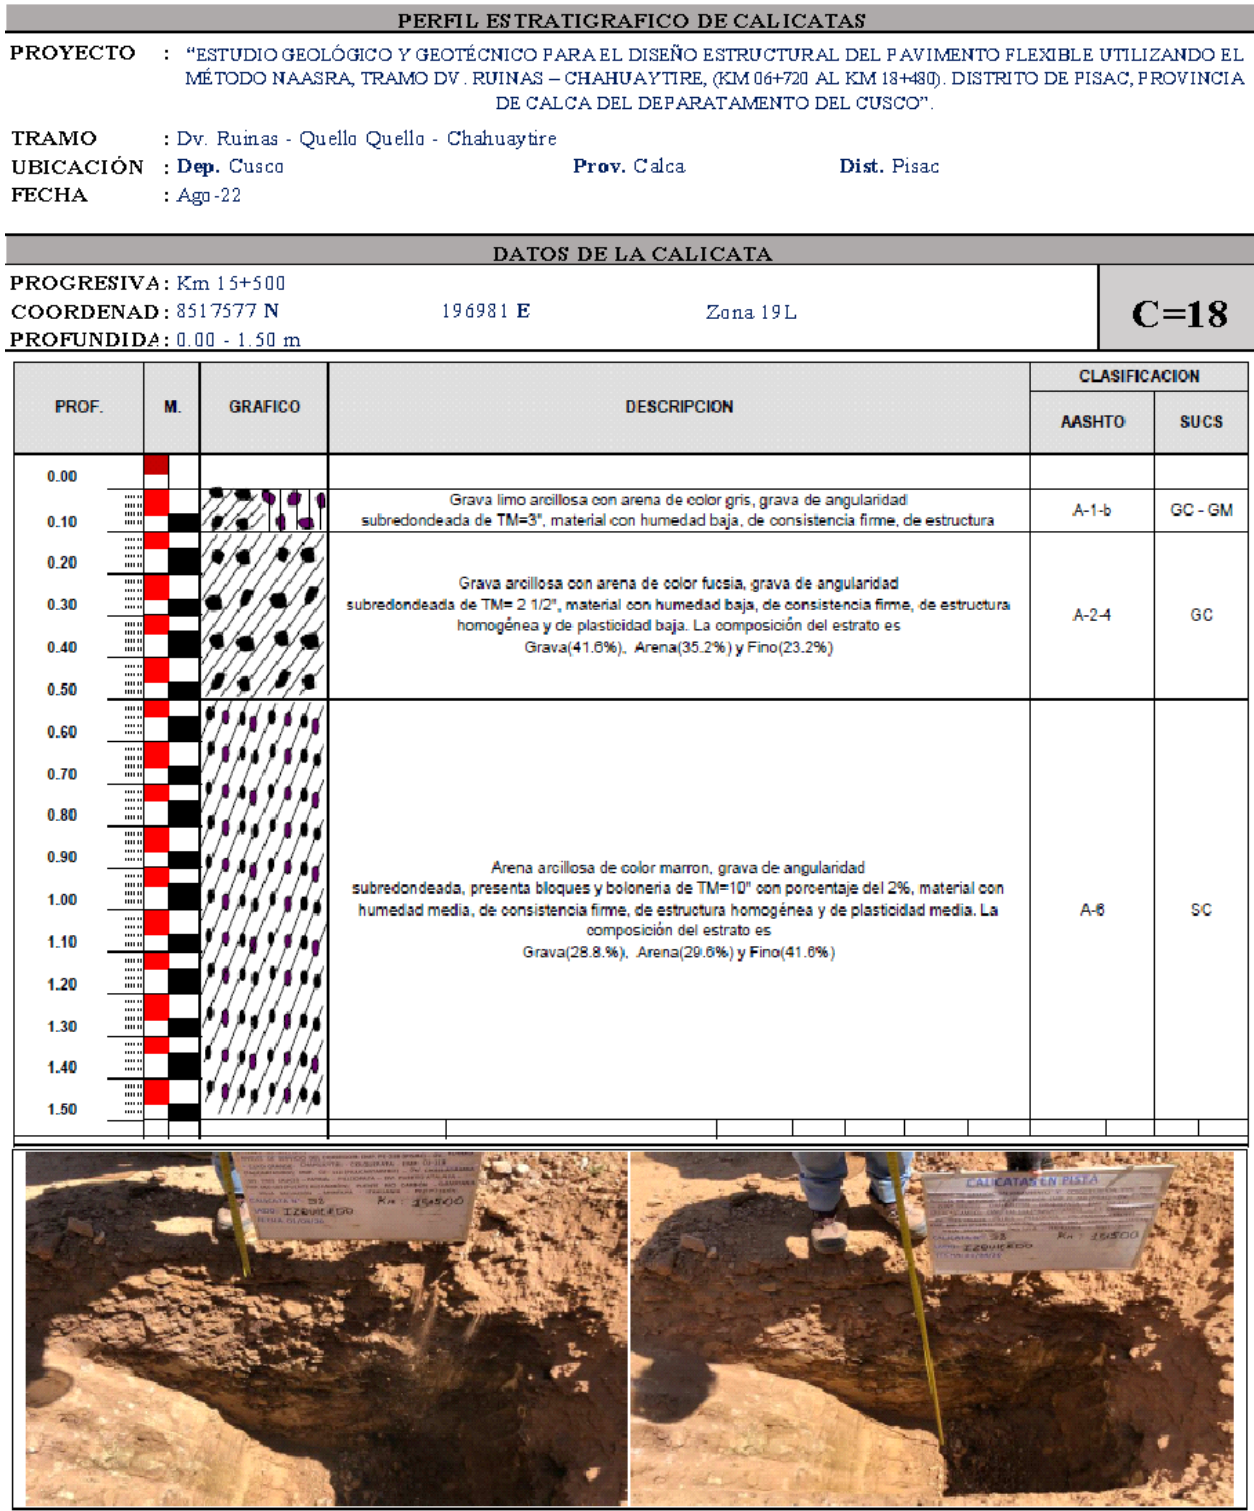 PERFIL ESTRATIGRAFICO DE CALICATAS
PROYECTO : "ESTUDIO GEOLÓGICO Y GEOTÉCNICO PARA EL DISEÑO ESTRUCTURAL DEL PAVIMENTO FLEXIBLE UTILIZANDO EL
MÉTODO NAASRA, TRAMO DV. RUINAS – CHAHUAYTIRE, (KM 06+720 AL KM 18+480). DISTRITO DE PISAC, PROVINCIA
DE CALCA DEL DEPARATAMENTO DEL CUSCO".
TRAMO : Dv. Ruinas - Quello Quello - Chahuaytire
UBICACIÓN : Dep. Cusco Prov. Calca Dist. Pisac
FECHA : Ago-22
DATOS DE LA CALICATA
PROGRESIVA: Km 15+500
COORDENAD: 8517577 N 196981 E Zona 19L
PROFUNDIDA: 0.00 - 1.50 m
C=18
PROF. M. GRAFICO DESCRIPCION CLASIFICACION
AASHTO SUCS
0.00
Grava limo arcillosa con arena de color gris, grava de angularidad
subredondeada de TM=3", material con humedad baja, de consistencia firme, de estructura
A-1-b GC - GM
0.10
0.20
Grava arcillosa con arena de color fucsia, grava de angularidad
subredondeada de TM= 2 1/2", material con humedad baja, de consistencia firme, de estructura
homogénea y de plasticidad baja. La composición del estrato es
Grava(41.6%), Arena(35.2%) y Fino(23.2%)
A-2-4 GC
0.30
0.40
0.50
0.60
0.70
0.80
0.90
Arena arcillosa de color marron, grava de angularidad
subredondeada, presenta bloques y boloneria de TM=10" con porcentaje del 2%, material con
humedad media, de consistencia firme, de estructura homogénea y de plasticidad media. La
composición del estrato es
Grava(28.8.%), Arena(29.6%) y Fino(41.6%)
A-6 SC
1.00
1.10
1.20
1.30
1.40
1.50
CALICATA N°
Km:
LADO: IZQUIERDO
CALICATAS EN PISTA
Km:
IZQUIERDO